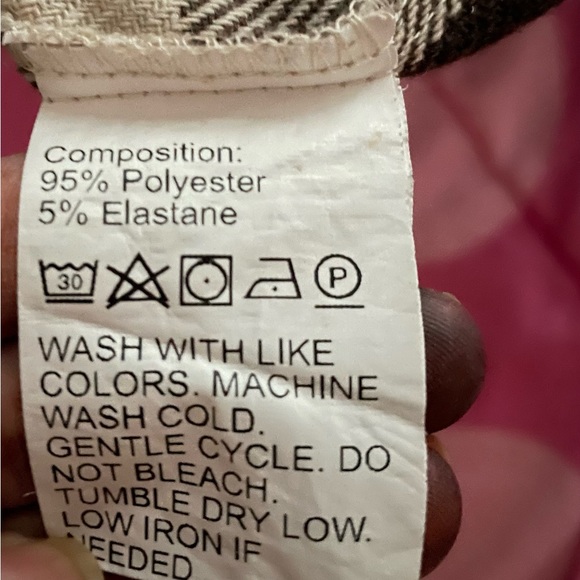 Composition:
95% Polyester
5% Elastane
30 P
WASH WITH LIKE
COLORS. MACHINE
WASH COLD.
GENTLE CYCLE. DO
NOT BLEACH.
TUMBLE DRY LOW.
LOW IRON IF
NEEDED